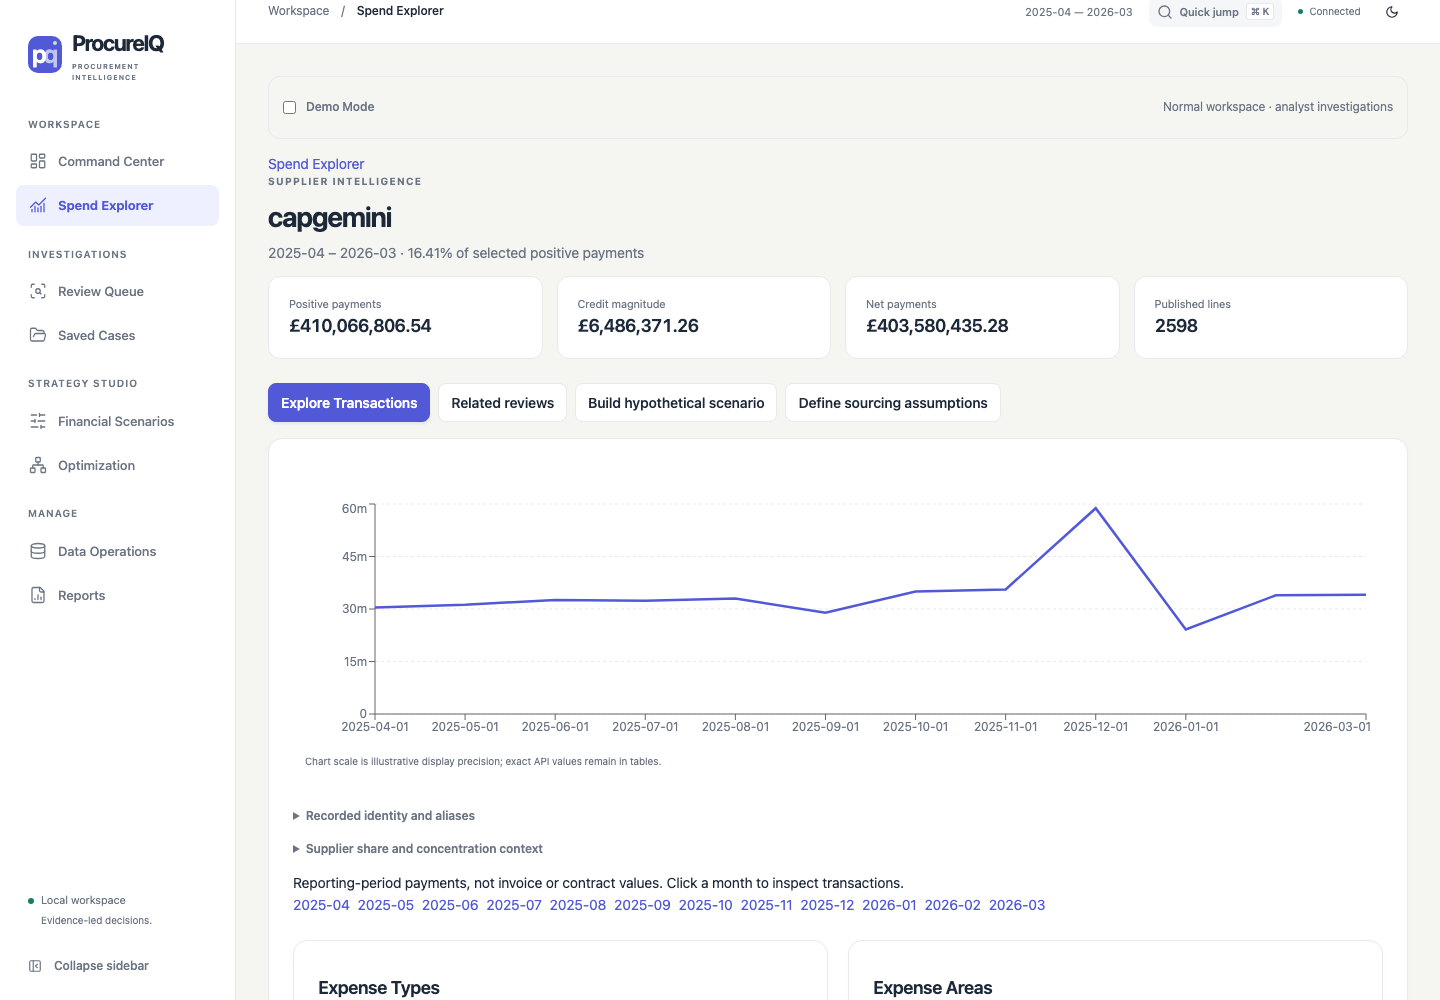 pq ProcureIQ
PROCUREMENT
INTELLIGENCE
WORKSPACE
Command Center
Spend Explorer
INVESTIGATIONS
Review Queue
Saved Cases
STRATEGY STUDIO
Financial Scenarios
Optimization
MANAGE
Data Operations
Reports
Local workspace
Evidence-led decisions.
Collapse sidebar
Workspace / Spend Explorer
2025-04 — 2026-03
Quick jump ⌘ K
Connected
Demo Mode
Normal workspace · analyst investigations
Spend Explorer
SUPPLIER INTELLIGENCE
capgemini
2025-04 – 2026-03 · 16.41% of selected positive payments
Positive payments
£410,066,806.54
Credit magnitude
£6,486,371.26
Net payments
£403,580,435.28
Published lines
2598
Explore Transactions
Related reviews
Build hypothetical scenario
Define sourcing assumptions
60m
45m
30m
15m
0
2025-04-01 2025-05-01 2025-06-01 2025-07-01 2025-08-01 2025-09-01 2025-10-01 2025-11-01 2025-12-01 2026-01-01 2026-03-01
Chart scale is illustrative display precision; exact API values remain in tables.
Recorded identity and aliases
Supplier share and concentration context
Reporting-period payments, not invoice or contract values. Click a month to inspect transactions.
2025-04 2025-05 2025-06 2025-07 2025-08 2025-09 2025-10 2025-11 2025-12 2026-01 2026-02 2026-03
Expense Types
Expense Areas